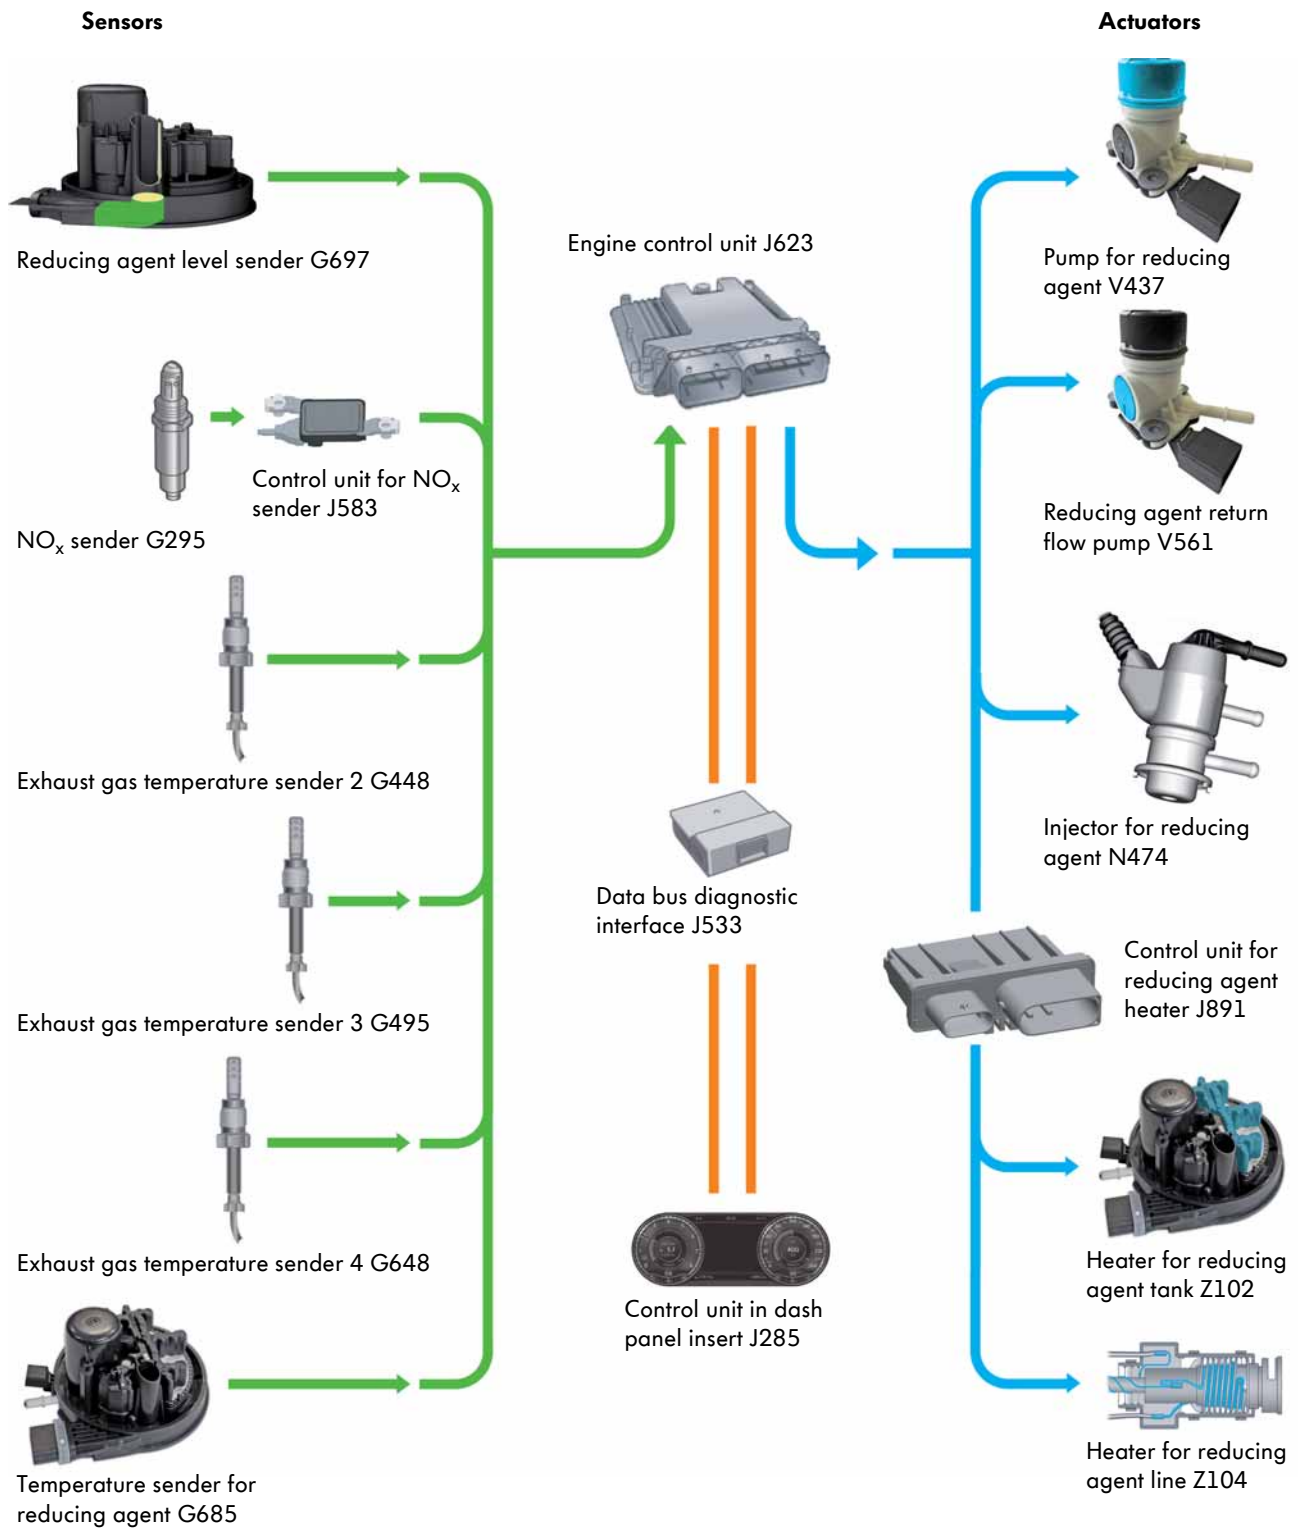 Sensors
Actuators
Reducing agent level sender G697
Engine control unit J623
Pump for reducing
agent V437
Control unit for NOx
sender J583
NOx sender G295
Reducing agent return
flow pump V561
Exhaust gas temperature sender 2 G448
Injector for reducing
agent N474
Data bus diagnostic
interface J533
Control unit for
reducing agent
heater J891
Exhaust gas temperature sender 3 G495
Exhaust gas temperature sender 4 G648
Heater for reducing
agent tank Z102
Control unit in dash
panel insert J285
Temperature sender for
reducing agent G685
Heater for reducing
agent line Z104